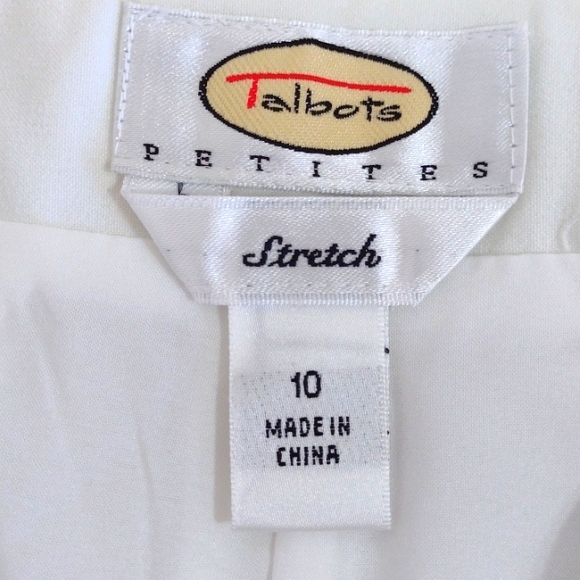 Talbots
PETITES
Stretch
10
MADE IN
CHINA